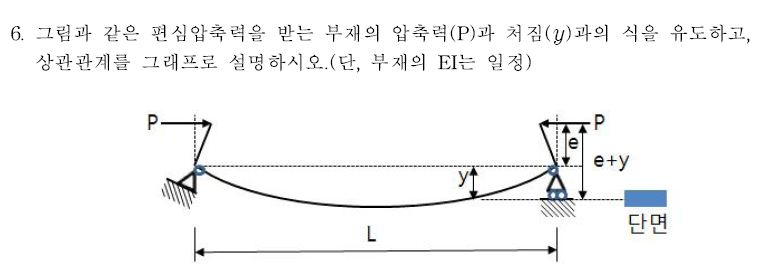 6. 그림과 같은 편심압축력을 받는 부재의 압축력(P)과 처짐(y)과의 식을 유도하고,
상관관계를 그래프로 설명하시오.(단, 부재의 EI는 일정)
P
P
e
e+y
y
단면
L